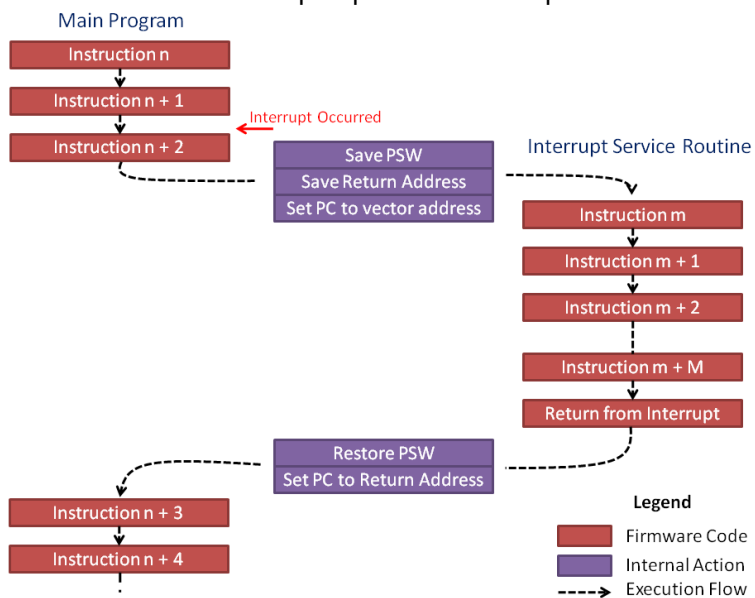 Main Program
Instruction n
Instruction n + 1
Interrupt Occurred
Instruction n + 2
Save PSW
Save Return Address
Set PC to vector address
Interrupt Service Routine
Instruction m
Instruction m + 1
Instruction m + 2
Instruction m + M
Return from Interrupt
Restore PSW
Set PC to Return Address
Instruction n + 3
Instruction n + 4
Legend
Firmware Code
Internal Action
Execution Flow